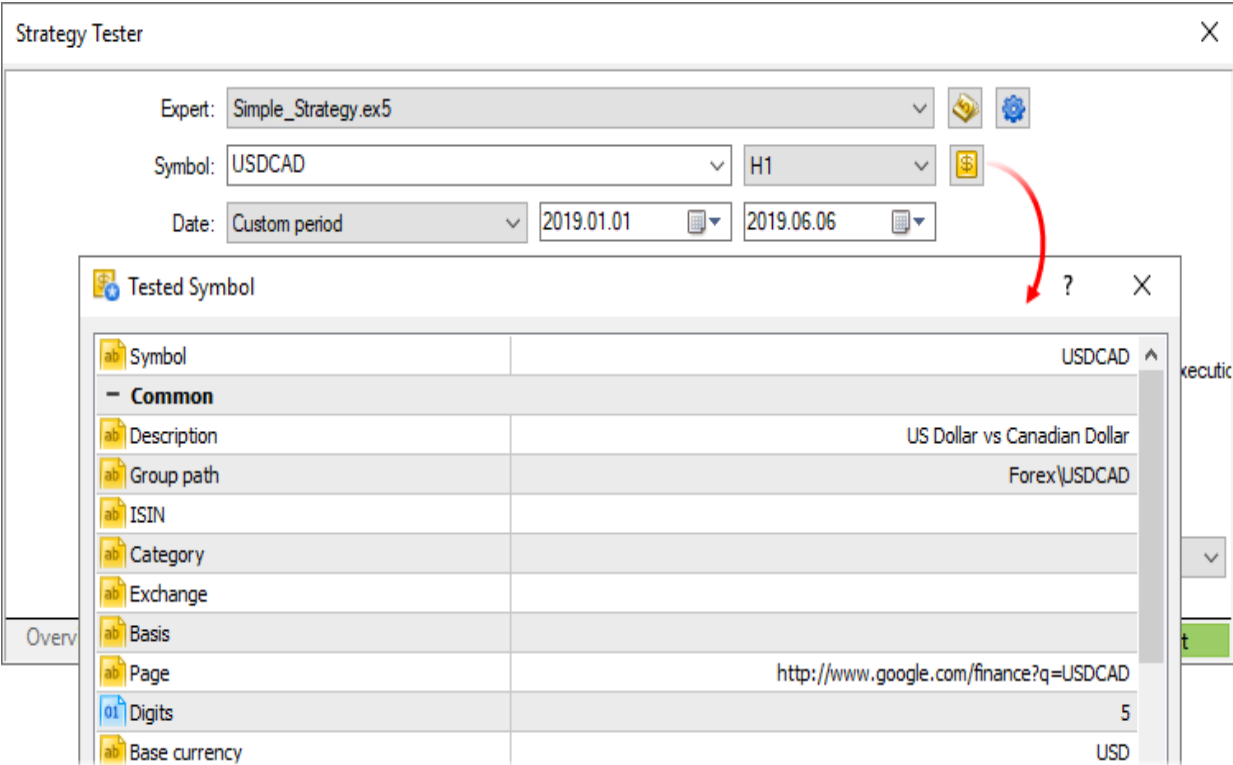 Strategy Tester
Expert: Simple_Strategy.ex5
Symbol: USDCAD H1
Date: Custom period 2019.01.01 2019.06.06
Tested Symbol ?
Symbol USDCAD
Common
Description US Dollar vs Canadian Dollar
Group path Forex\USDCAD
ISIN
Category
Exchange
Basis
Page http://www.google.com/finance?q=USDCAD
Digits 5
Base currency USD